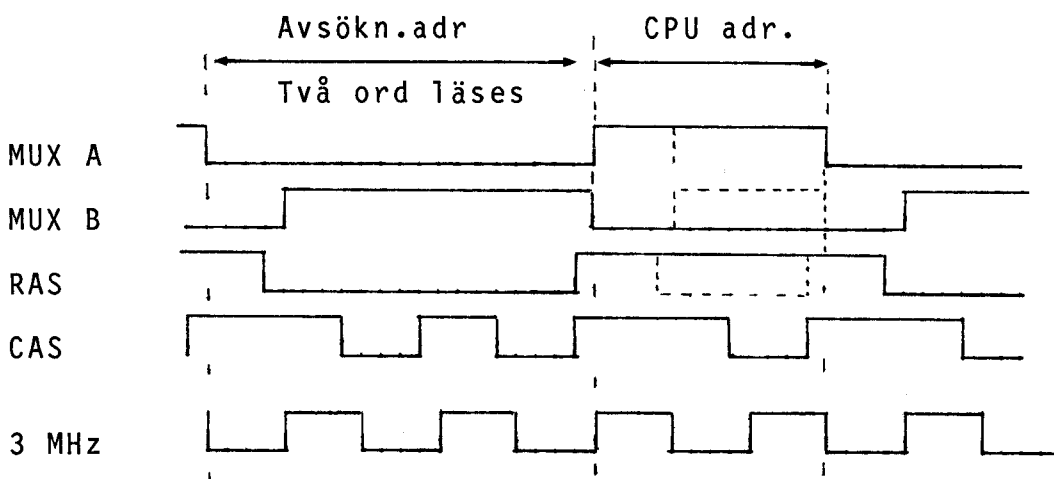 Avsökn.adr CPU adr.
Två ord läses
MUX A
MUX B
RAS
CAS
3 MHz